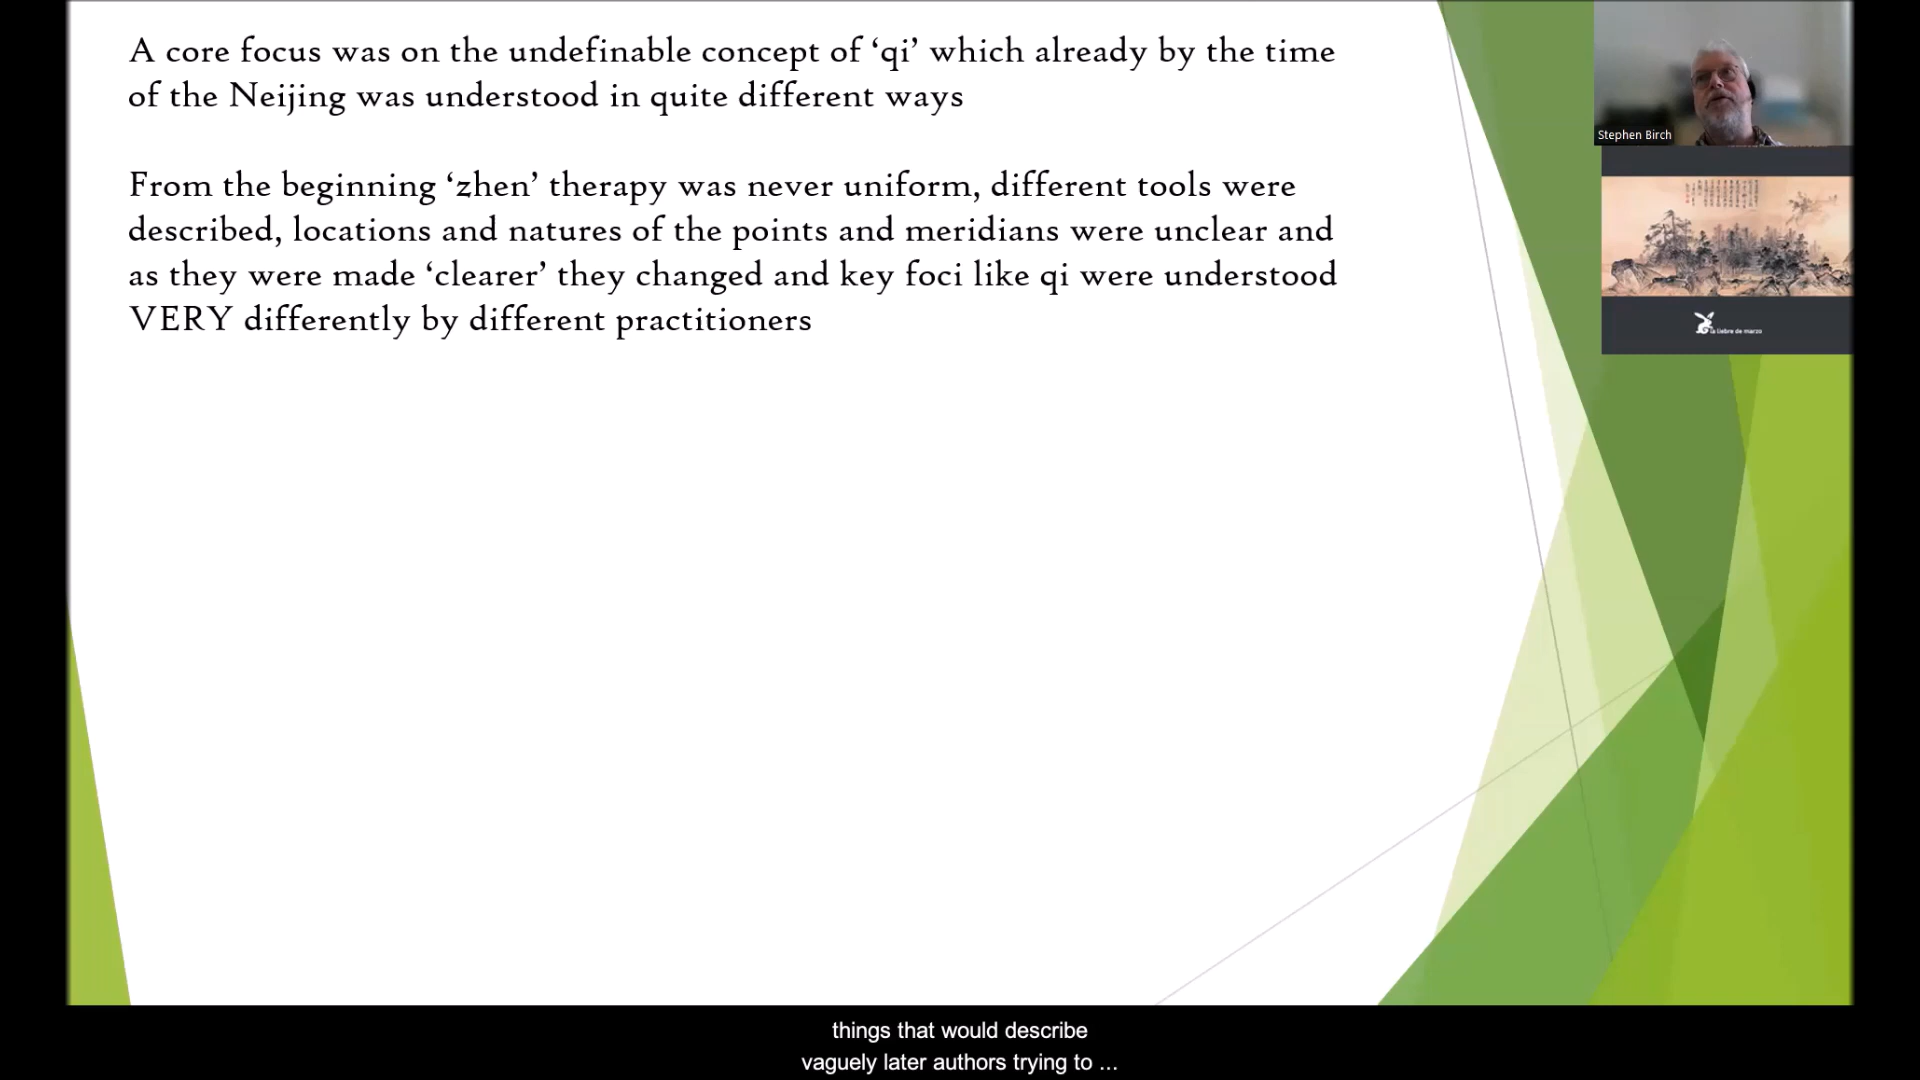 A core focus was on the undefinable concept of ‘qi’ which already by the time
of the Neijing was understood in quite different ways
From the beginning ‘zhen’ therapy was never uniform, different tools were
described, locations and natures of the points and meridians were unclear and
as they were made ‘clearer’ they changed and key foci like qi were understood
VERY differently by different practitioners
Stephen Birch
la liebre de marzo
things that would describe
vaguely later authors trying to ...